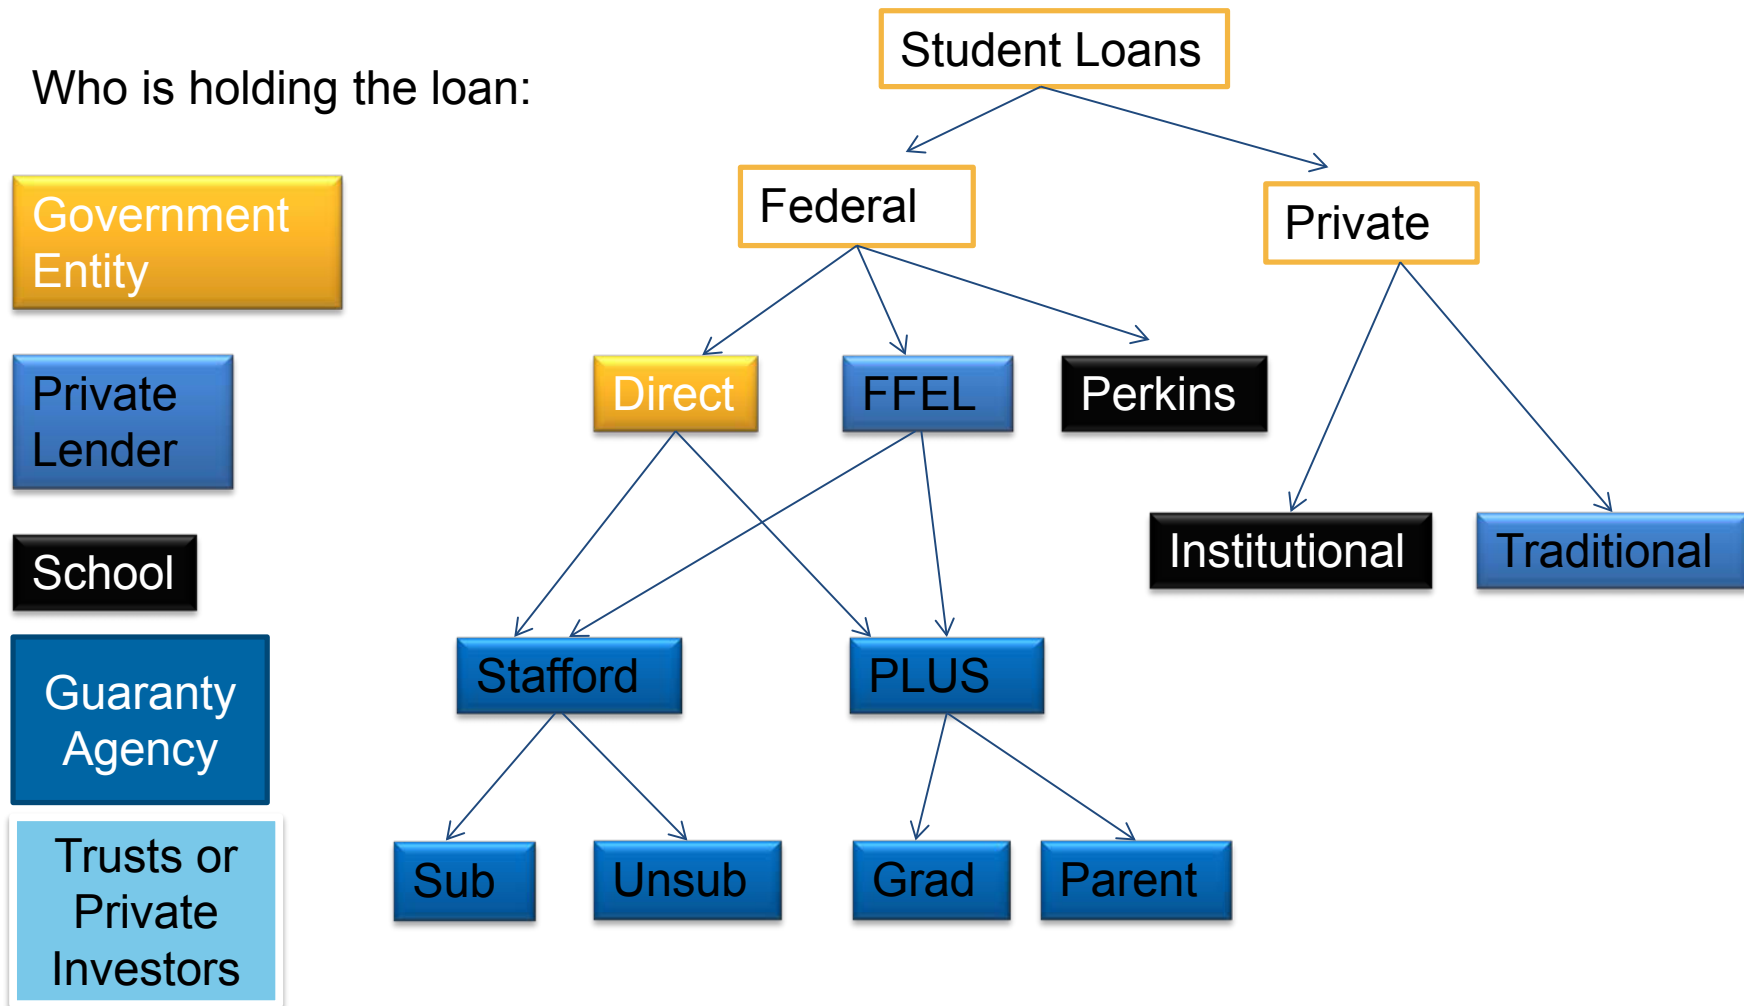 Student Loans
Who is holding the loan:
Government
Entity
Federal
Private
Private
Lender
Direct
FFEL
Perkins
School
Institutional
Traditional
Guaranty
Agency
Stafford
PLUS
Trusts or
Private
Investors
Sub
Unsub
Grad
Parent